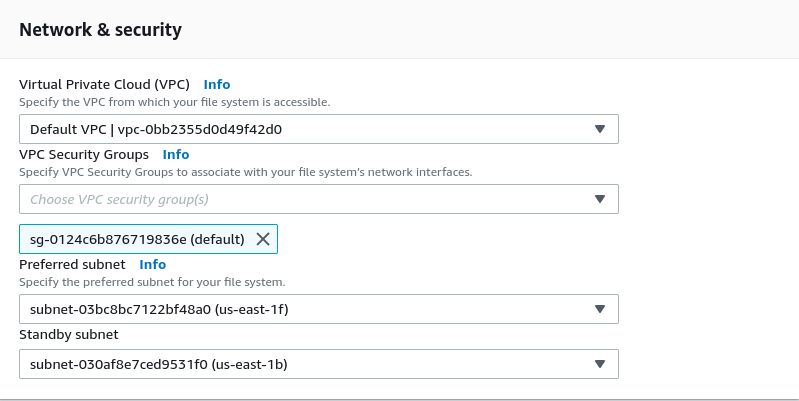 Network & security
Virtual Private Cloud (VPC) Info
Specify the VPC from which your file system is accessible.
Default VPC | vpc-0bb2355d0d49f42d0
VPC Security Groups Info
Specify VPC Security Groups to associate with your file system's network interfaces.
Choose VPC security group(s)
sg-0124c6b876719836e (default)
Preferred subnet Info
Specify the preferred subnet for your file system.
subnet-03bc8bc7122bf48a0 (us-east-1f)
Standby subnet
subnet-030af8e7ced9531f0 (us-east-1b)